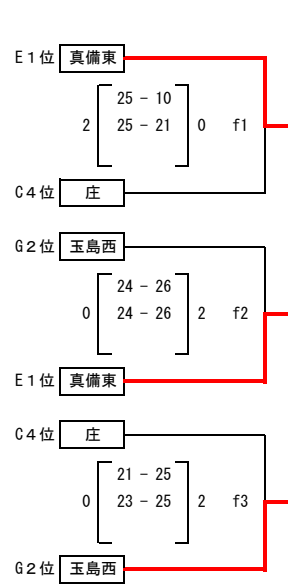 E1位 真備東
25 - 10
2 25 - 21 0 f1
C4位 庄
G2位 玉島西
24 - 26
0 24 - 26 2 f2
E1位 真備東
C4位 庄
21 - 25
0 23 - 25 2 f3
G2位 玉島西